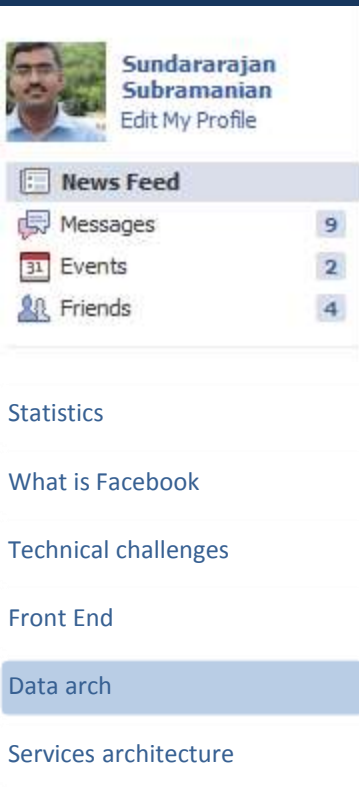 Sundararajan
Subramanian
Edit My Profile
News Feed
Messages 9
31 Events 2
Friends 4
Statistics
What is Facebook
Technical challenges
Front End
Data arch
Services architecture